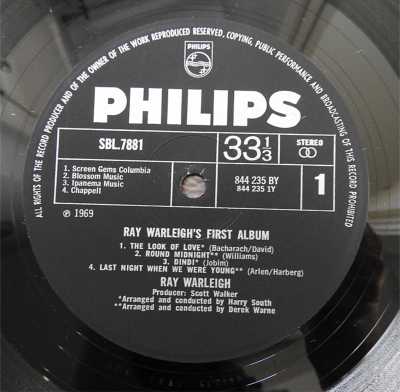 ALL RIGHTS OF THE RECORD PRODUCER AND OF THE OWNER OF THE WORK REPRODUCED RESERVED, COPYING, PUBLIC PERFORMANCE AND BROADCASTING OF THIS RECORD PROHIBITED
PHILIPS
PHILIPS
SBL.7881
33 1/3
STEREO
1. Screen Gems Columbia
2. Blossom Music
3. Ipanema Music
4. Chappell
844 235 BY
844 235 1Y
1
℗ 1969
RAY WARLEIGH'S FIRST ALBUM
1. THE LOOK OF LOVE* (Bacharach/David)
2. ROUND MIDNIGHT** (Williams)
3. DINDI* (Jobim)
4. LAST NIGHT WHEN WE WERE YOUNG** (Arlen/Harberg)
RAY WARLEIGH
Producer: Scott Walker
*Arranged and conducted by Harry South
**Arranged and conducted by Derek Warne